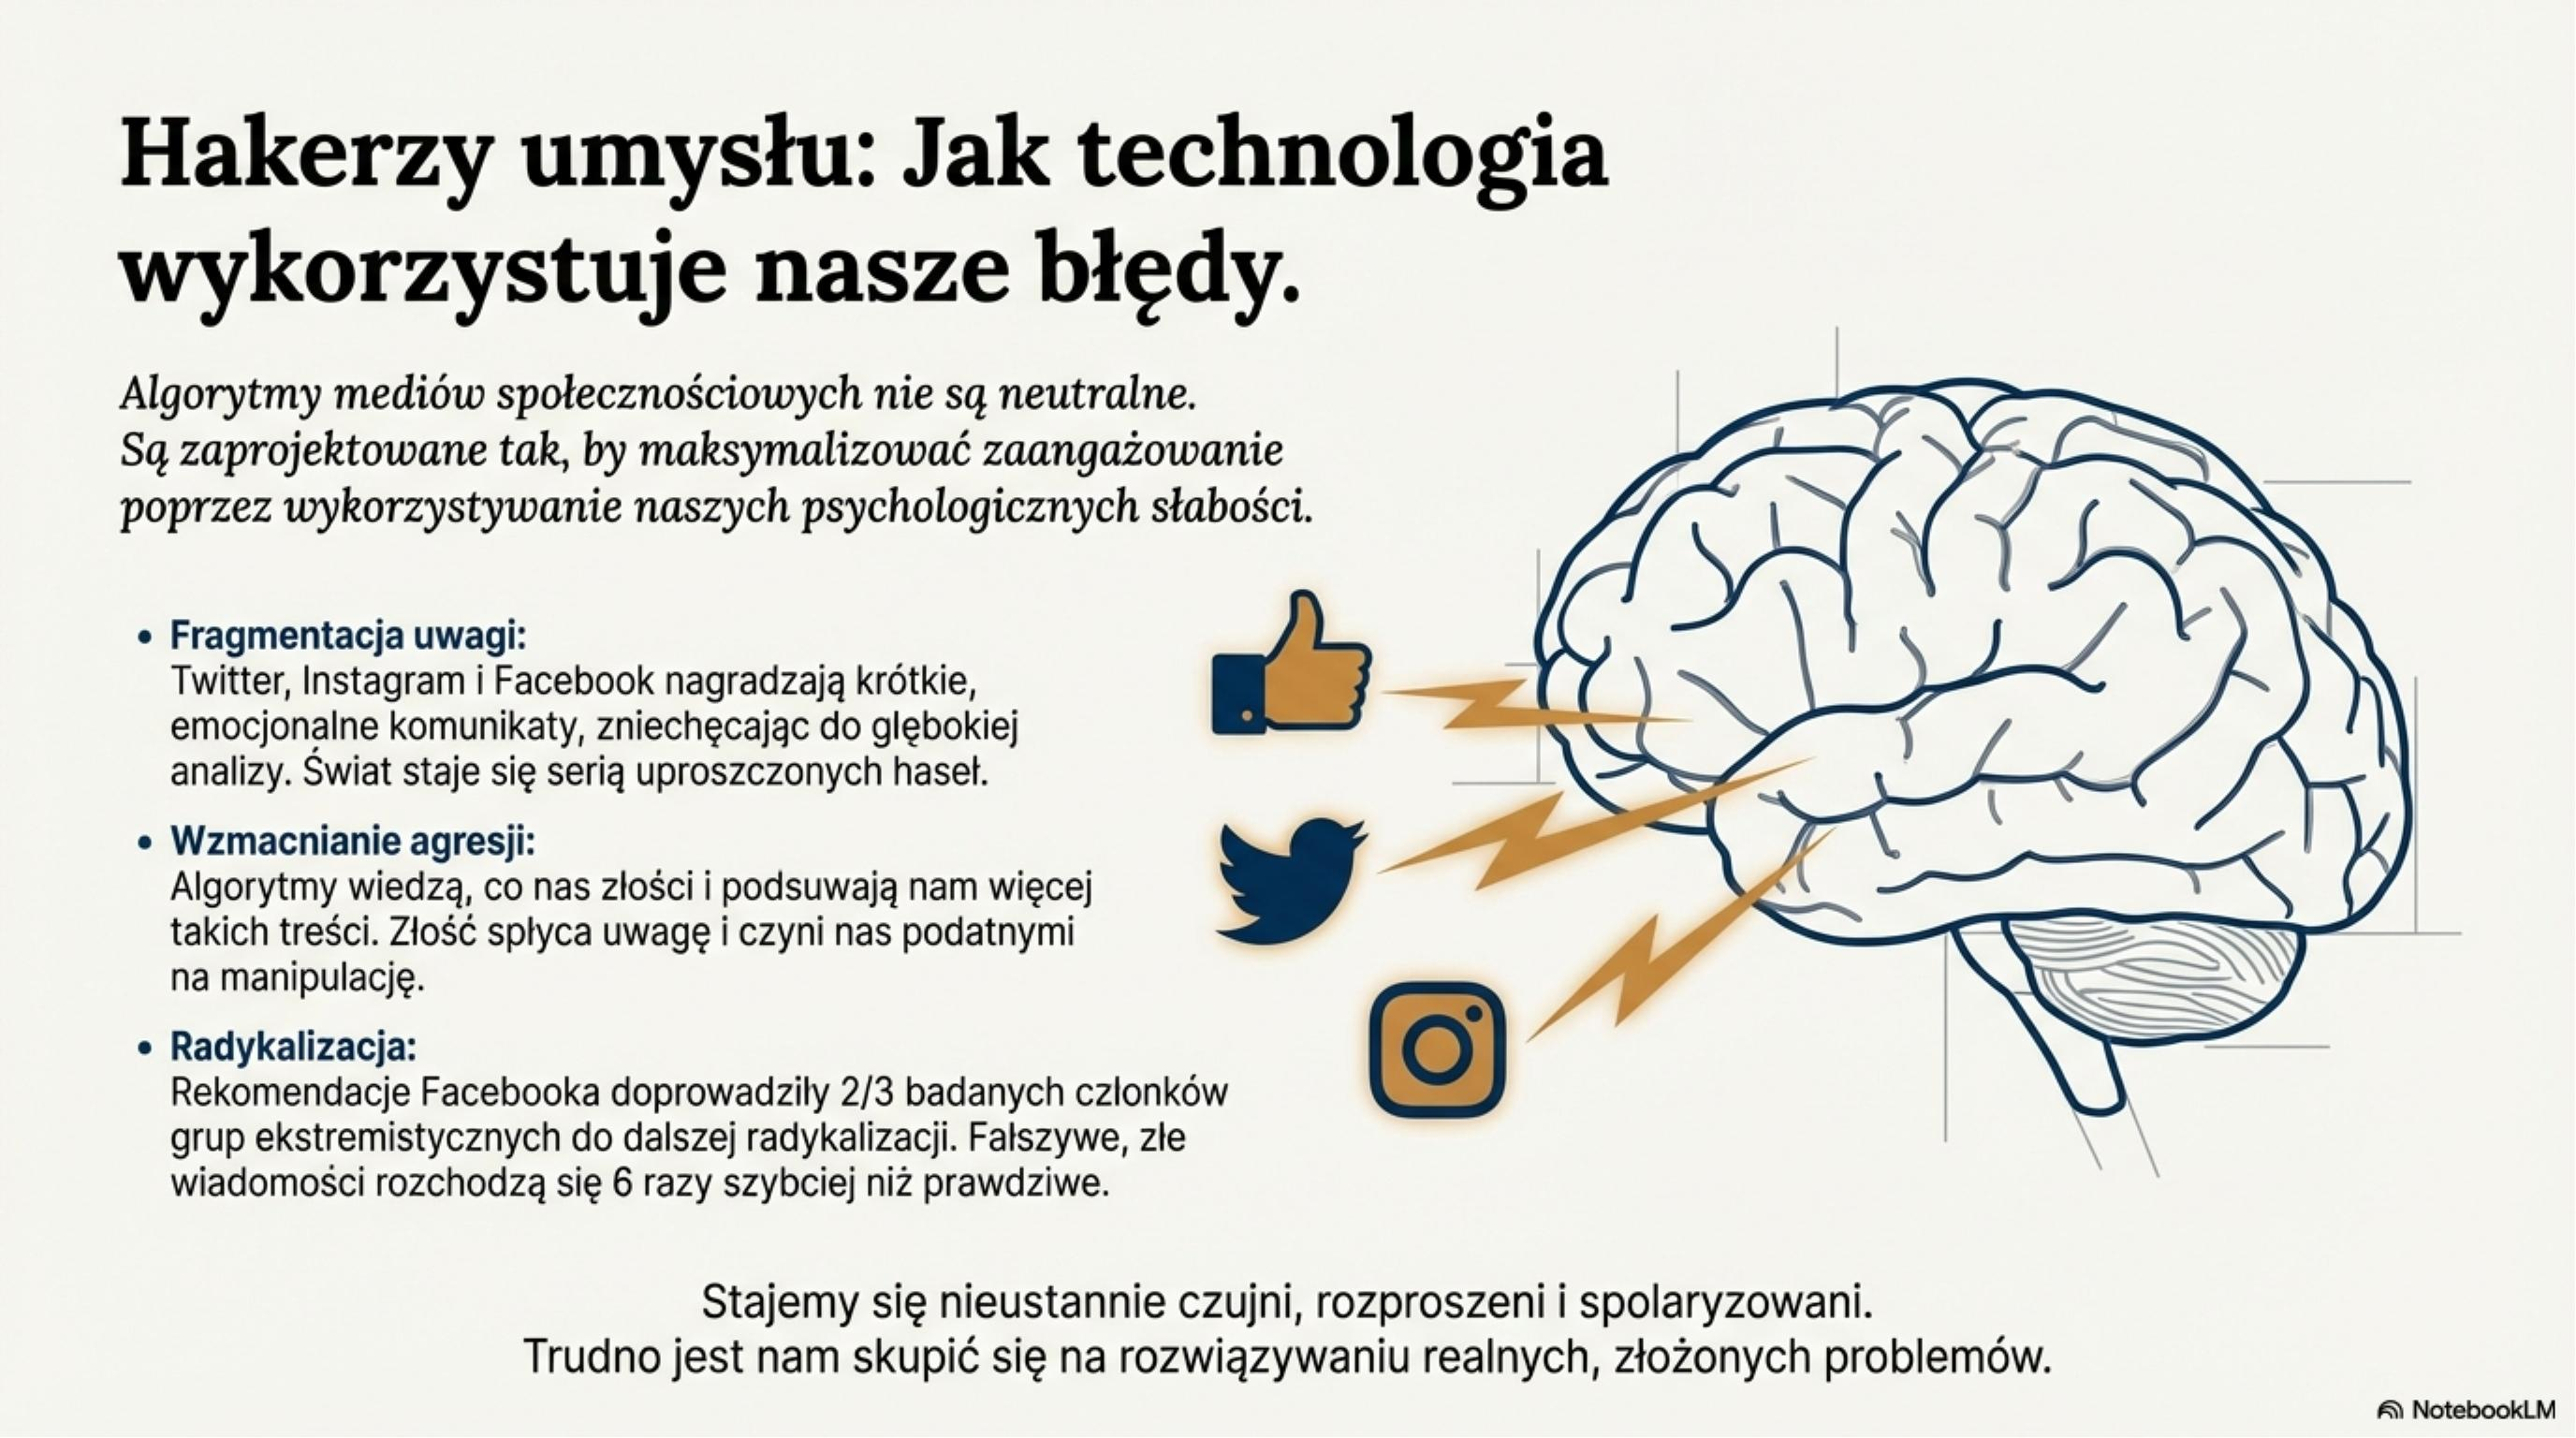 Hakerzy umysłu: Jak technologia
wykorzystuje nasze błędy.
Algorytmy mediów społecznościowych nie są neutralne.
Są zaprojektowane tak, by maksymalizować zaangażowanie
poprzez wykorzystywanie naszych psychologicznych słabości.
• Fragmentacja uwagi:
Twitter, Instagram i Facebook nagradzają krótkie,
emocjonalne komunikaty, zniechęcając do głębokiej
analizy. Świat staje się serią uproszczonych haseł.
• Wzmacnianie agresji:
Algorytmy wiedzą, co nas złości i podsuwają nam więcej
takich treści. Złość spłyca uwagę i czyni nas podatnymi
na manipulację.
• Radykalizacja:
Rekomendacje Facebooka doprowadziły 2/3 badanych członków
grup ekstremistycznych do dalszej radykalizacji. Fałszywe, złe
wiadomości rozchodzą się 6 razy szybciej niż prawdziwe.
Stajemy się nieustannie czujni, rozproszeni i spolaryzowani.
Trudno jest nam skupić się na rozwiązywaniu realnych, złożonych problemów.
NotebookLM